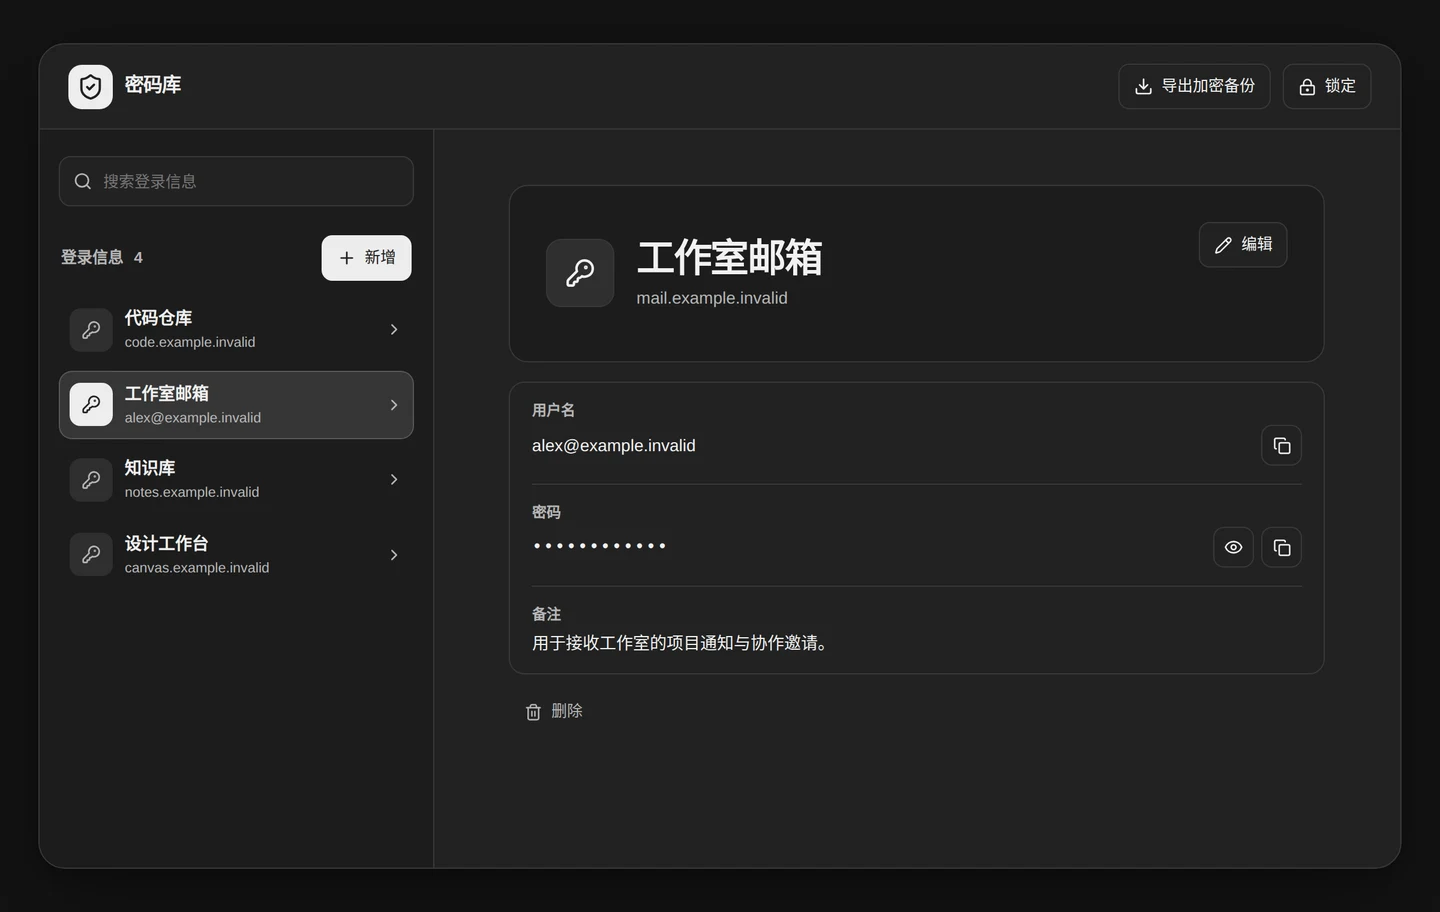 密码库
导出加密备份
锁定
搜索登录信息
登录信息 4
新增
代码仓库
code.example.invalid
工作室邮箱
alex@example.invalid
知识库
notes.example.invalid
设计工作台
canvas.example.invalid
工作室邮箱
mail.example.invalid
编辑
用户名
alex@example.invalid
密码
••••••••••••
备注
用于接收工作室的项目通知与协作邀请。
删除